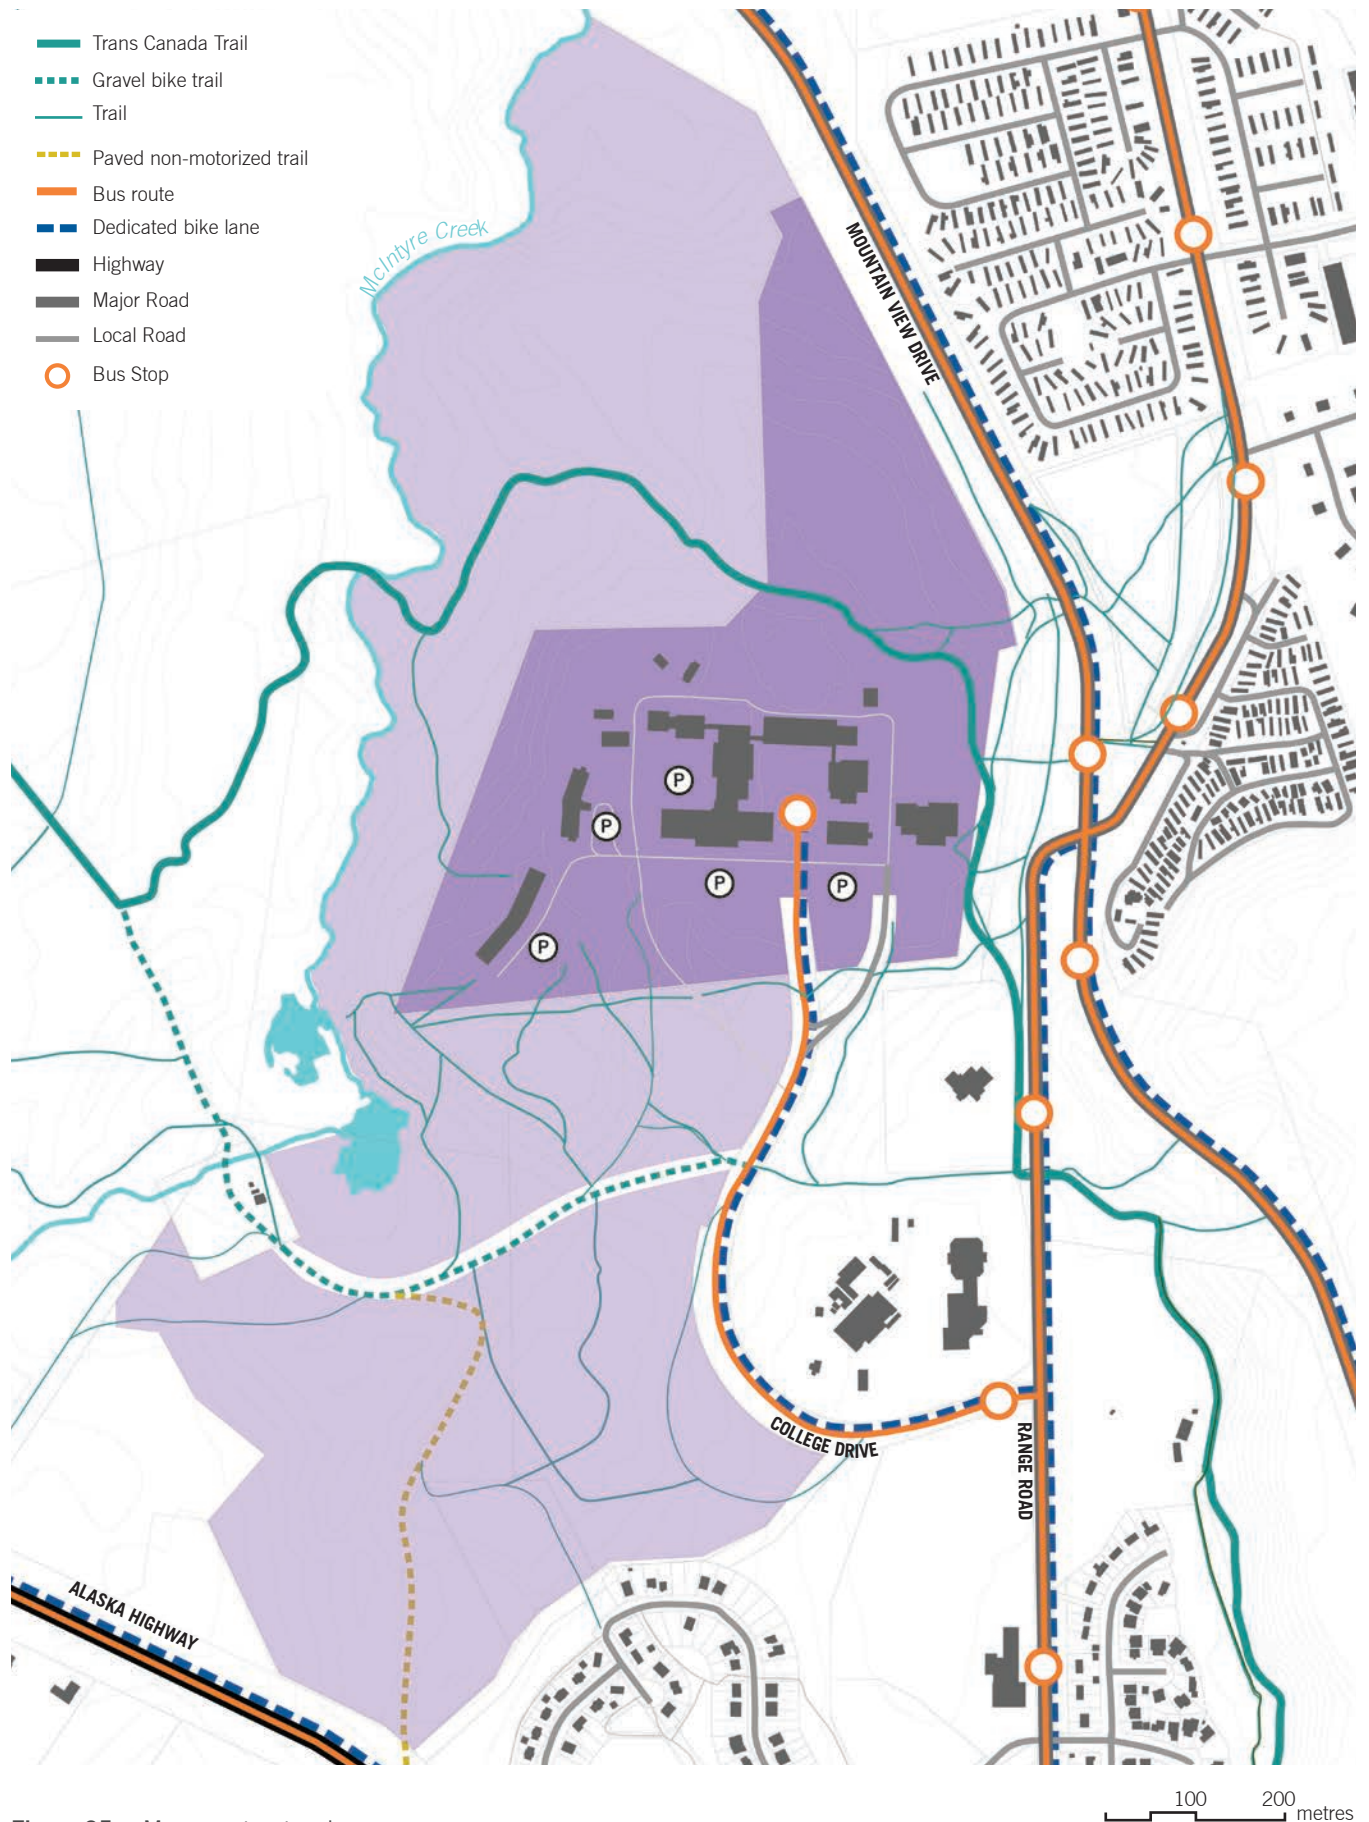 Trans Canada Trail
Gravel bike trail
Trail
Paved non-motorized trail
Bus route
Dedicated bike lane
Highway
Major Road
Local Road
Bus Stop
McIntyre Creek
MOUNTAIN VIEW DRIVE
P
P
P
P
P
COLLEGE DRIVE
RANGE ROAD
ALASKA HIGHWAY
100 200
metres